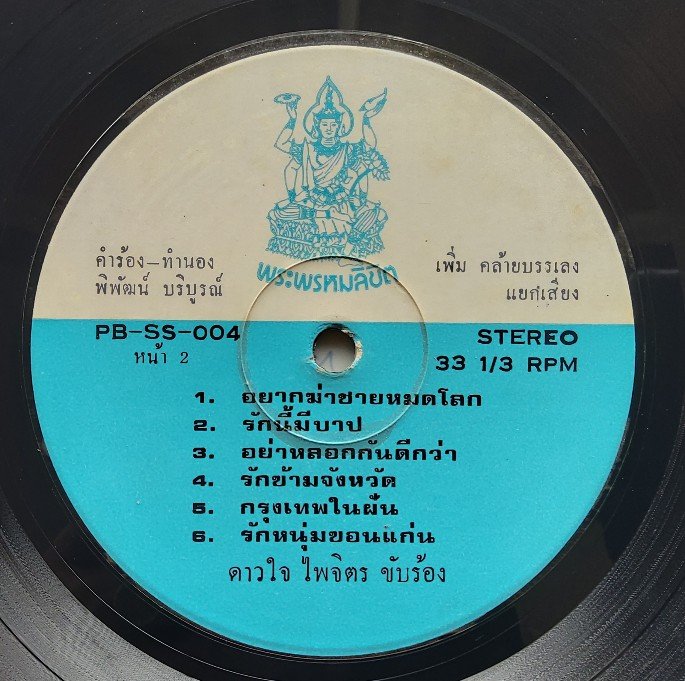 พระพรหมลิขิต
คำร้อง-ทำนอง
พิพัฒน์ บริบูรณ์
เพิ่ม คล้ายบรรเลง
แยกเสียง
PB-SS-004
หน้า 2
STEREO
33 1/3 RPM
1. อยากฆ่าชายหมดโลก
2. รักนี้มีบาป
3. อย่าหลอกกันดีกว่า
4. รักข้ามจังหวัด
5. กรุงเทพในฝัน
6. รักหนุ่มขอนแก่น
ดาวใจ ไพจิตร ขับร้อง